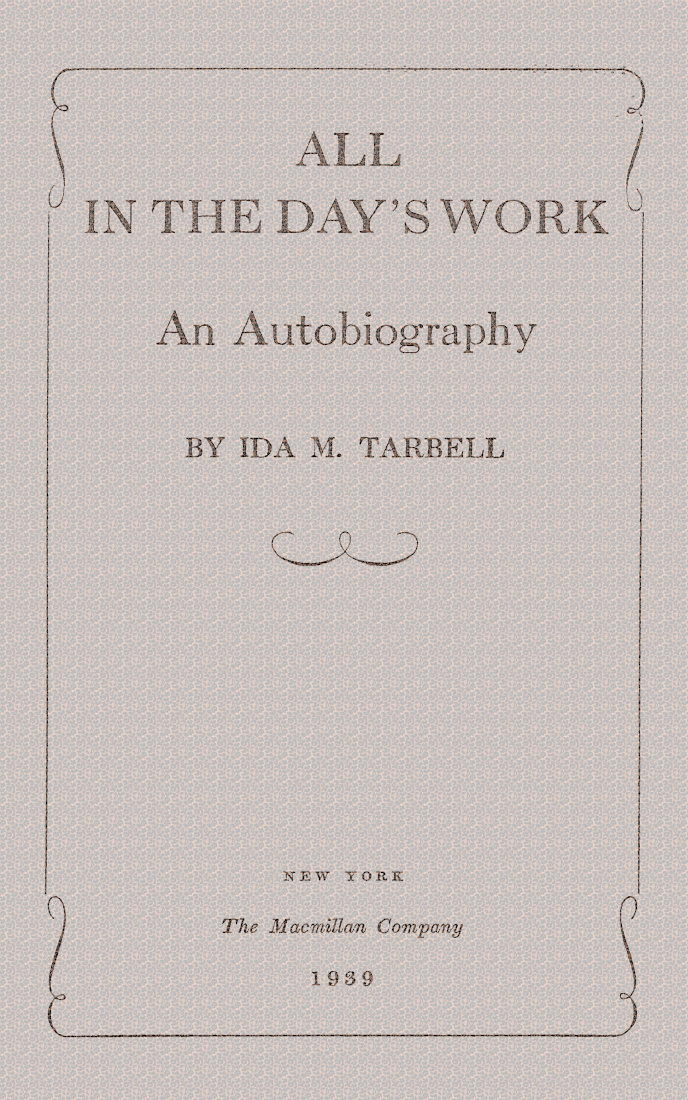 ALL
IN THE DAY'S WORK
An Autobiography
BY IDA M. TARBELL
NEW YORK
The Macmillan Company
1939